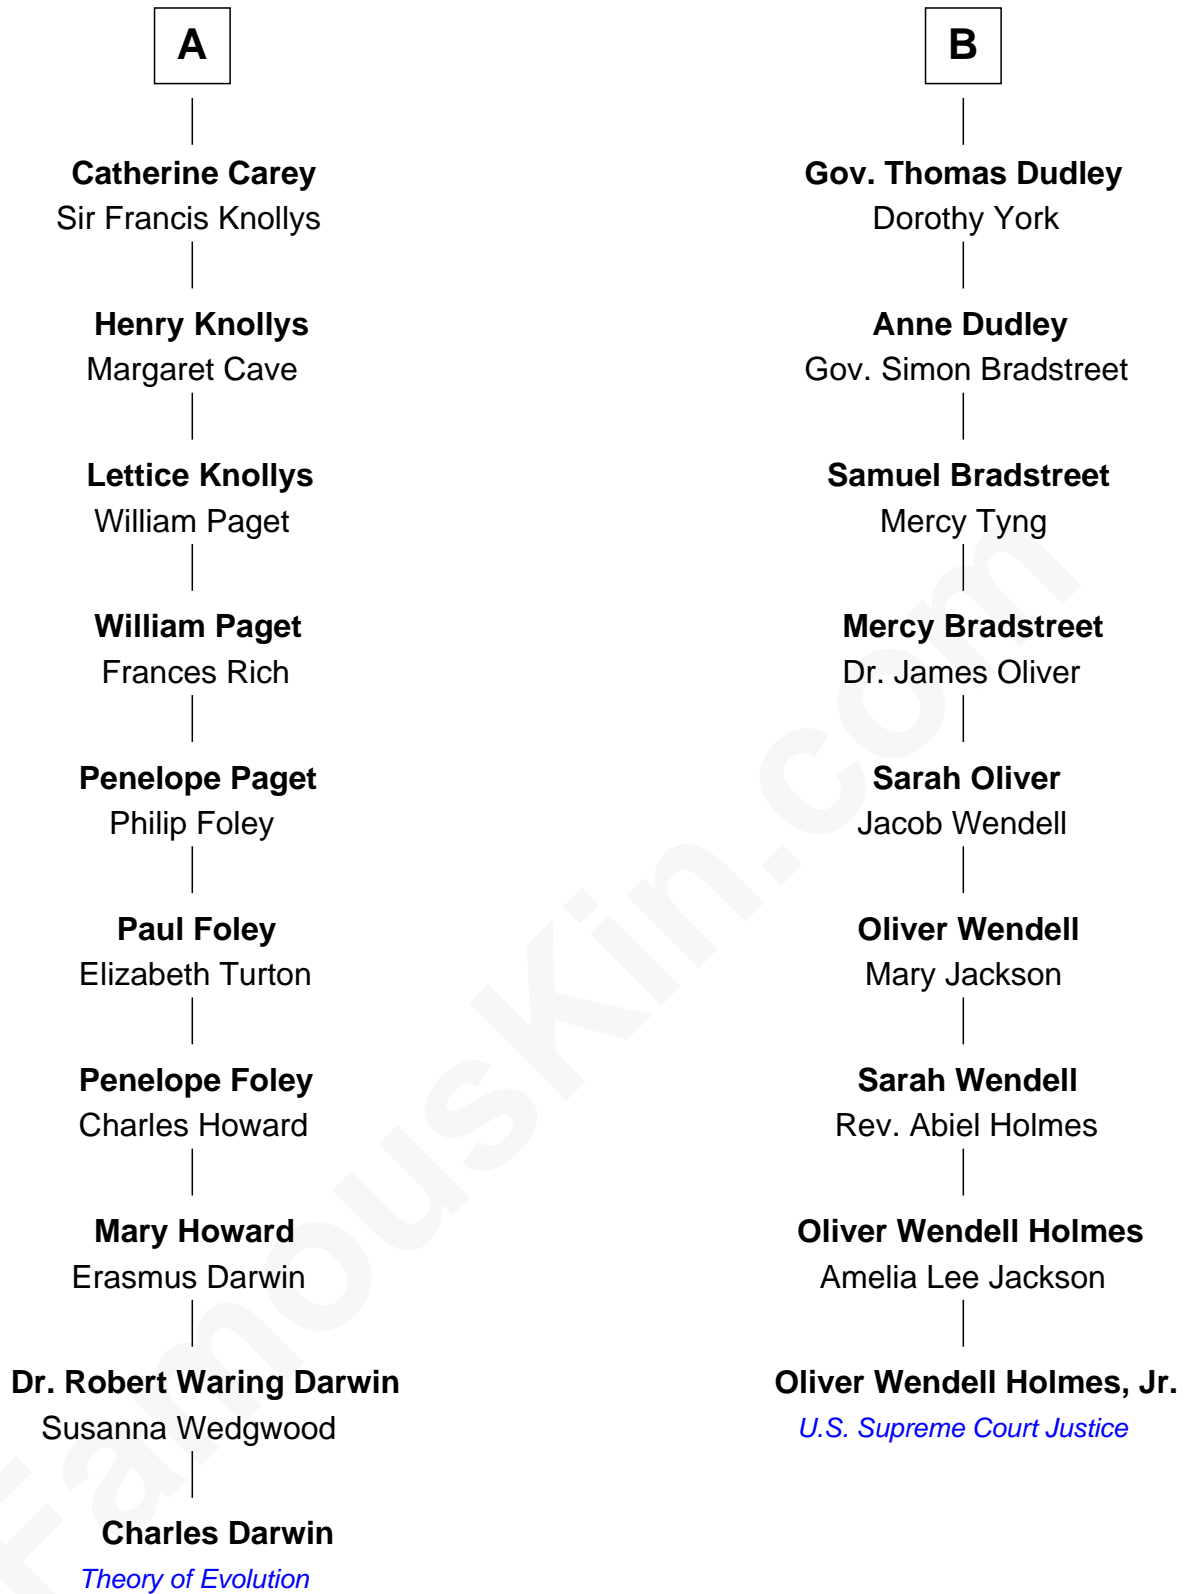 A
Catherine Carey
Sir Francis Knollys
Henry Knollys
Margaret Cave
Lettice Knollys
William Paget
William Paget
Frances Rich
Penelope Paget
Philip Foley
Paul Foley
Elizabeth Turton
Penelope Foley
Charles Howard
Mary Howard
Erasmus Darwin
Dr. Robert Waring Darwin
Susanna Wedgwood
Charles Darwin
Theory of Evolution
B
Gov. Thomas Dudley
Dorothy York
Anne Dudley
Gov. Simon Bradstreet
Samuel Bradstreet
Mercy Tyng
Mercy Bradstreet
Dr. James Oliver
Sarah Oliver
Jacob Wendell
Oliver Wendell
Mary Jackson
Sarah Wendell
Rev. Abiel Holmes
Oliver Wendell Holmes
Amelia Lee Jackson
Oliver Wendell Holmes, Jr.
U.S. Supreme Court Justice
FamousKin.com